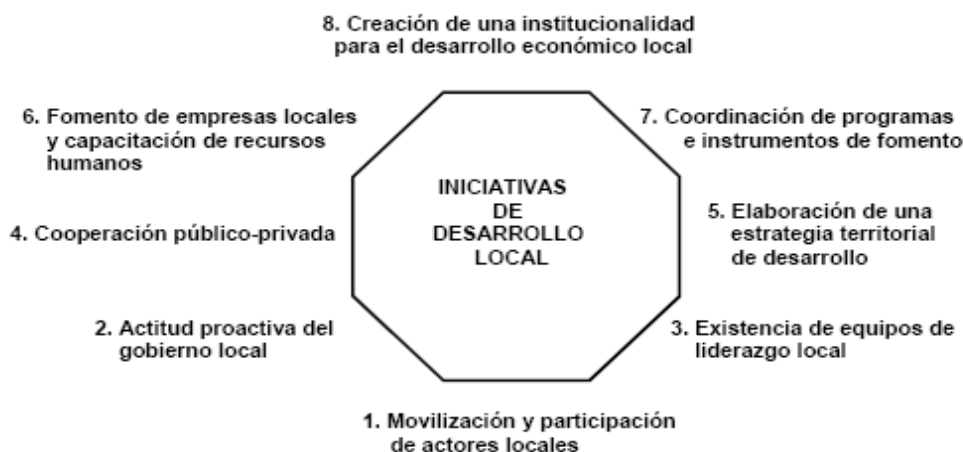 8. Creación de una institucionalidad
para el desarrollo económico local
6. Fomento de empresas locales
y capacitación de recursos
humanos
7. Coordinación de programas
e instrumentos de fomento
INICIATIVAS
DE
DESARROLLO
LOCAL
4. Cooperación público-privada
5. Elaboración de una
estrategia territorial
de desarrollo
2. Actitud proactiva del
gobierno local
3. Existencia de equipos de
liderazgo local
1. Movilización y participación
de actores locales